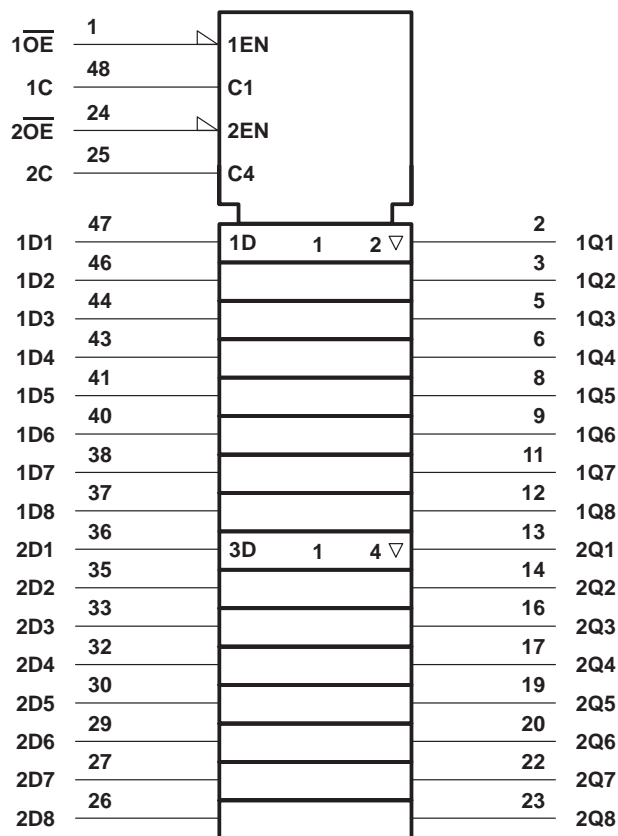 1O̅E̅ 1 1EN
1C 48 C1
2O̅E̅ 24 2EN
2C 25 C4
1D1 47 1D 1 2 ▽ 2 1Q1
1D2 46 3 1Q2
1D3 44 5 1Q3
1D4 43 6 1Q4
1D5 41 8 1Q5
1D6 40 9 1Q6
1D7 38 11 1Q7
1D8 37 12 1Q8
2D1 36 3D 1 4 ▽ 13 2Q1
2D2 35 14 2Q2
2D3 33 16 2Q3
2D4 32 17 2Q4
2D5 30 19 2Q5
2D6 29 20 2Q6
2D7 27 22 2Q7
2D8 26 23 2Q8